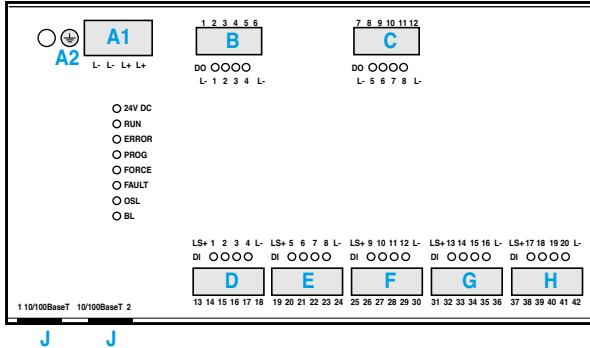 1 2 3 4 5 6
7 8 9 10 11 12
A1
B
C
A2
L- L- L+ L+
DO
DO
L- 1 2 3 4 L-
L- 5 6 7 8 L-
24V DC
RUN
ERROR
PROG
FORCE
FAULT
OSL
BL
LS+ 1 2 3 4 L-
LS+ 5 6 7 8 L-
LS+ 9 10 11 12 L-
LS+ 13 14 15 16 L-
LS+ 17 18 19 20 L-
DI
DI
DI
DI
DI
D
E
F
G
H
13 14 15 16 17 18
19 20 21 22 23 24
25 26 27 28 29 30
31 32 33 34 35 36
37 38 39 40 41 42
1 10/100BaseT
10/100BaseT 2
J
J